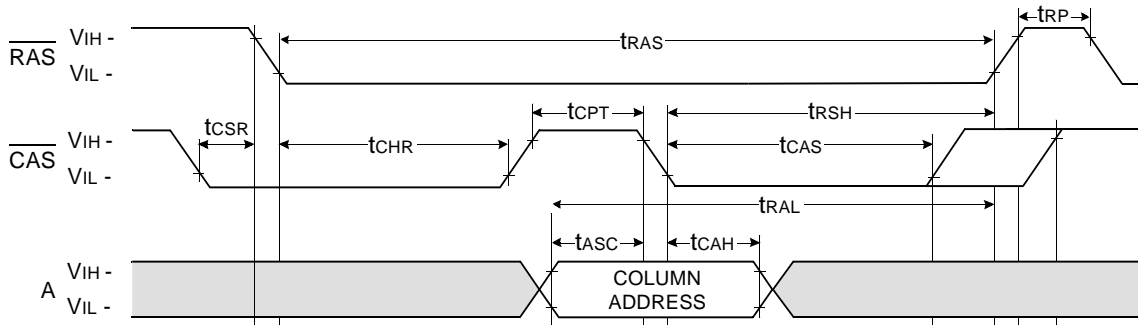 tRP
VIH -
RAS
tRAS
VIL -
tCSR
tCPT
tRSH
VIH -
CAS
tCHR
tCAS
VIL -
tRAL
tASC
tCAH
VIH -
A
COLUMN
ADDRESS
VIL -